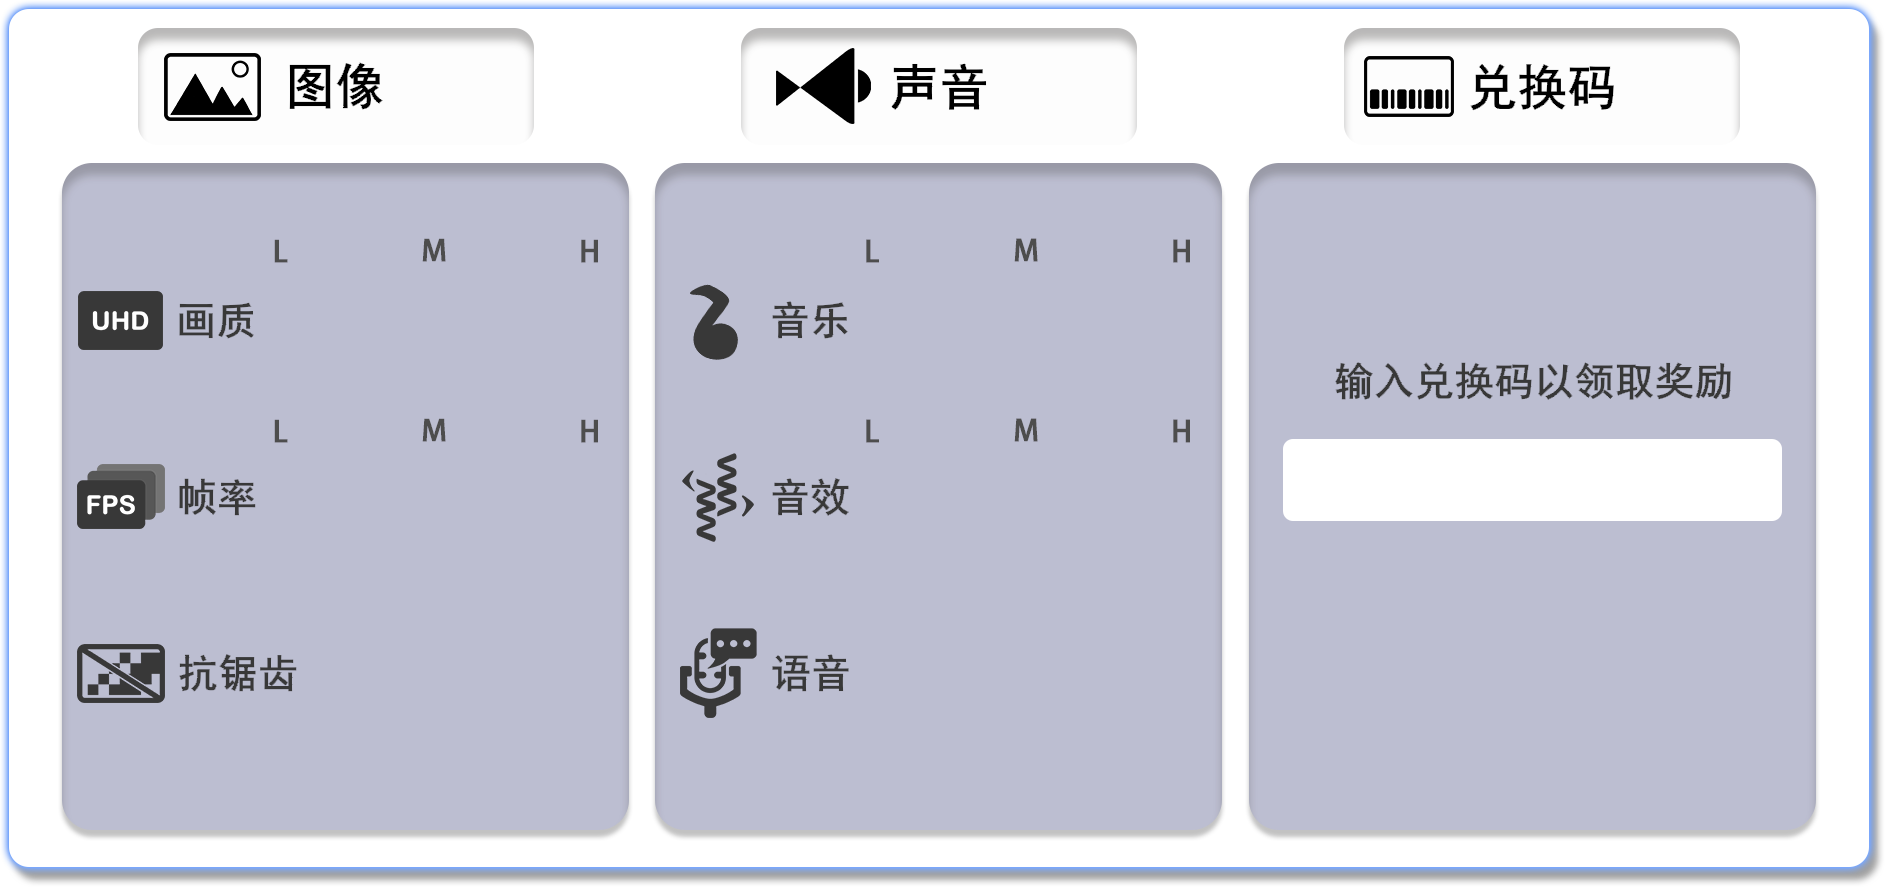 图像
L M H
UHD 画质
L M H
FPS 帧率
抗锯齿
声音
L M H
音乐
L M H
音效
语音
兑换码
输入兑换码以领取奖励